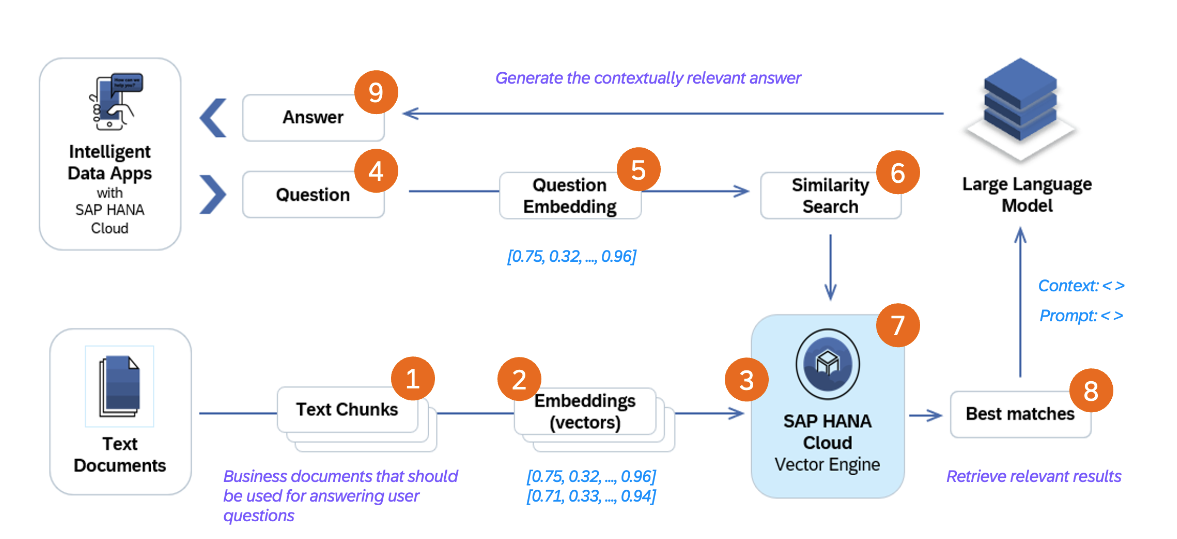 How can we
help you?
Intelligent
Data Apps
with
SAP HANA
Cloud
Answer
9
Generate the contextually relevant answer
Question
4
Question
Embedding
5
[0.75, 0.32, ..., 0.96]
Similarity
Search
6
Large Language
Model
Context: < >
Prompt: < >
Text
Documents
Text Chunks
1
Business documents that should
be used for answering user
questions
2
Embeddings
(vectors)
[0.75, 0.32, ..., 0.96]
[0.71, 0.33, ..., 0.94]
3
7
SAP HANA
Cloud
Vector Engine
Best matches
8
Retrieve relevant results